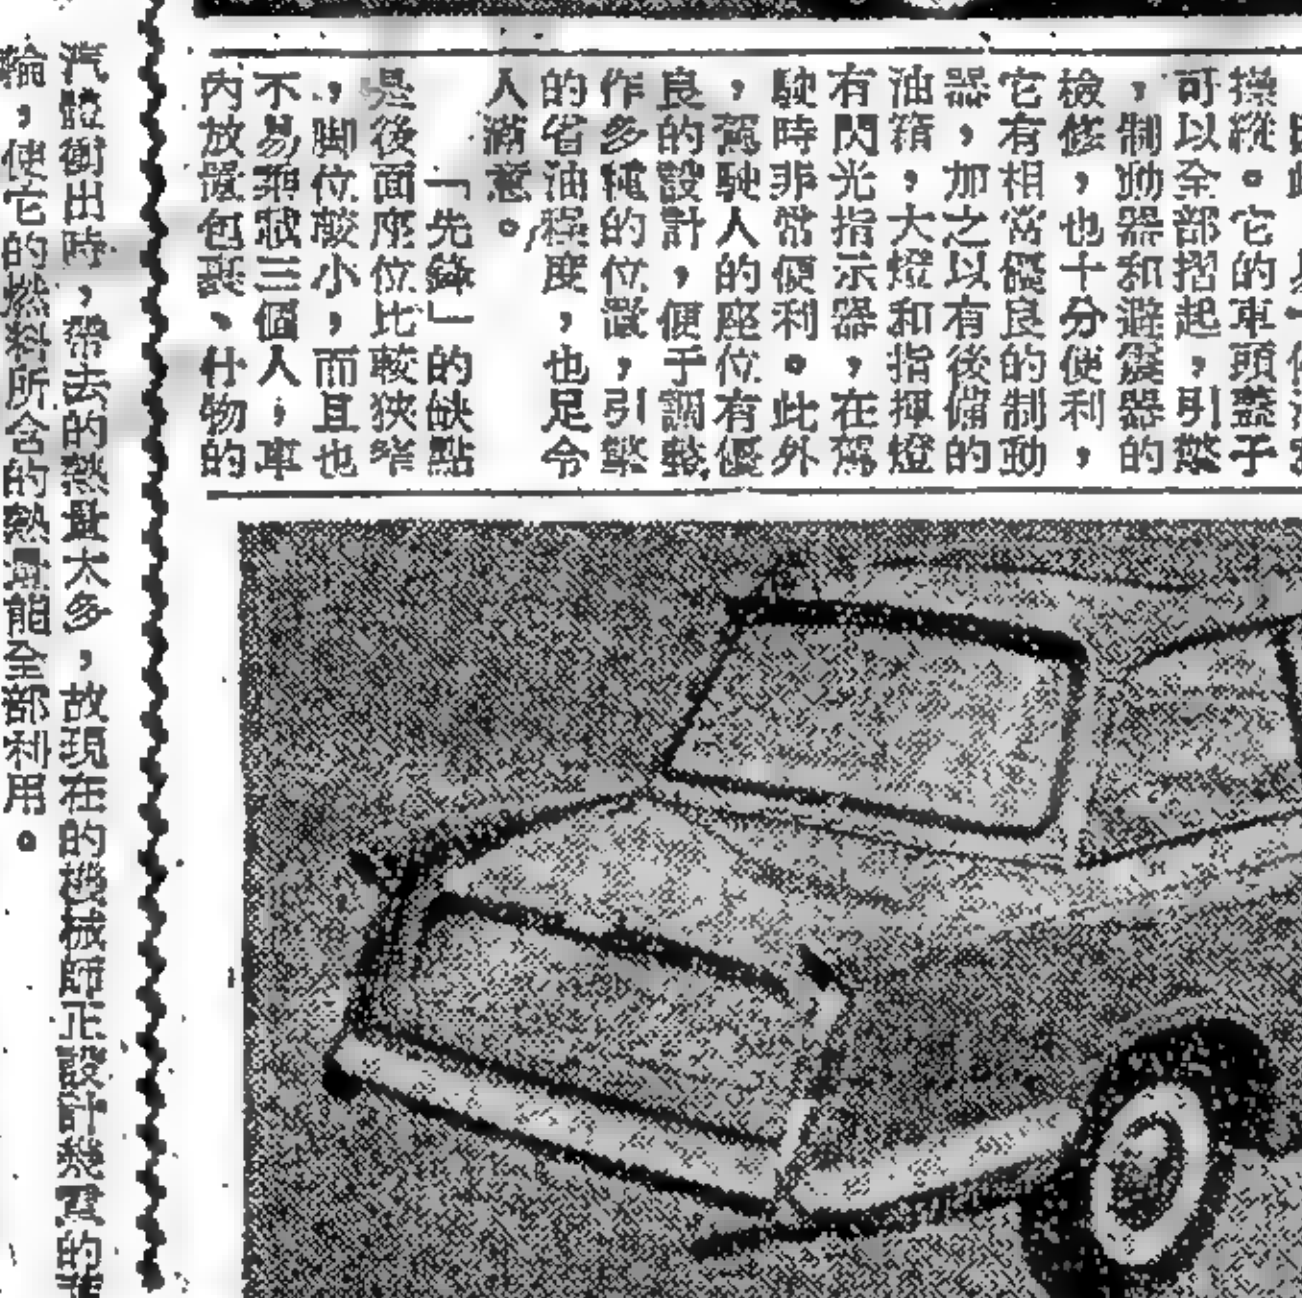 操縱。它的車頭蓋子
可以全部摺起,引擎
,制動器和避震器的
檢修,也十分便利,
它有相當優良的制動
器,加之以有後備的
油箱,大燈和指揮燈
有閃光指示器,在駕
駛時非常便利。此外
,駕駛人的座位有優
良的設計,便于調整
作多種的位置,引擎
的省油程度,也足令
人滿意。
「先鋒」的缺點
是後面座位比較狹窄
,脚位較小,而且也
不易乘載三個人,車
內放置包裹、什物的
汽體衝出時,帶去的熱量太多,故現在的機械師正設計幾買的
輪,使它的燃料所含的熱量能全部利用。